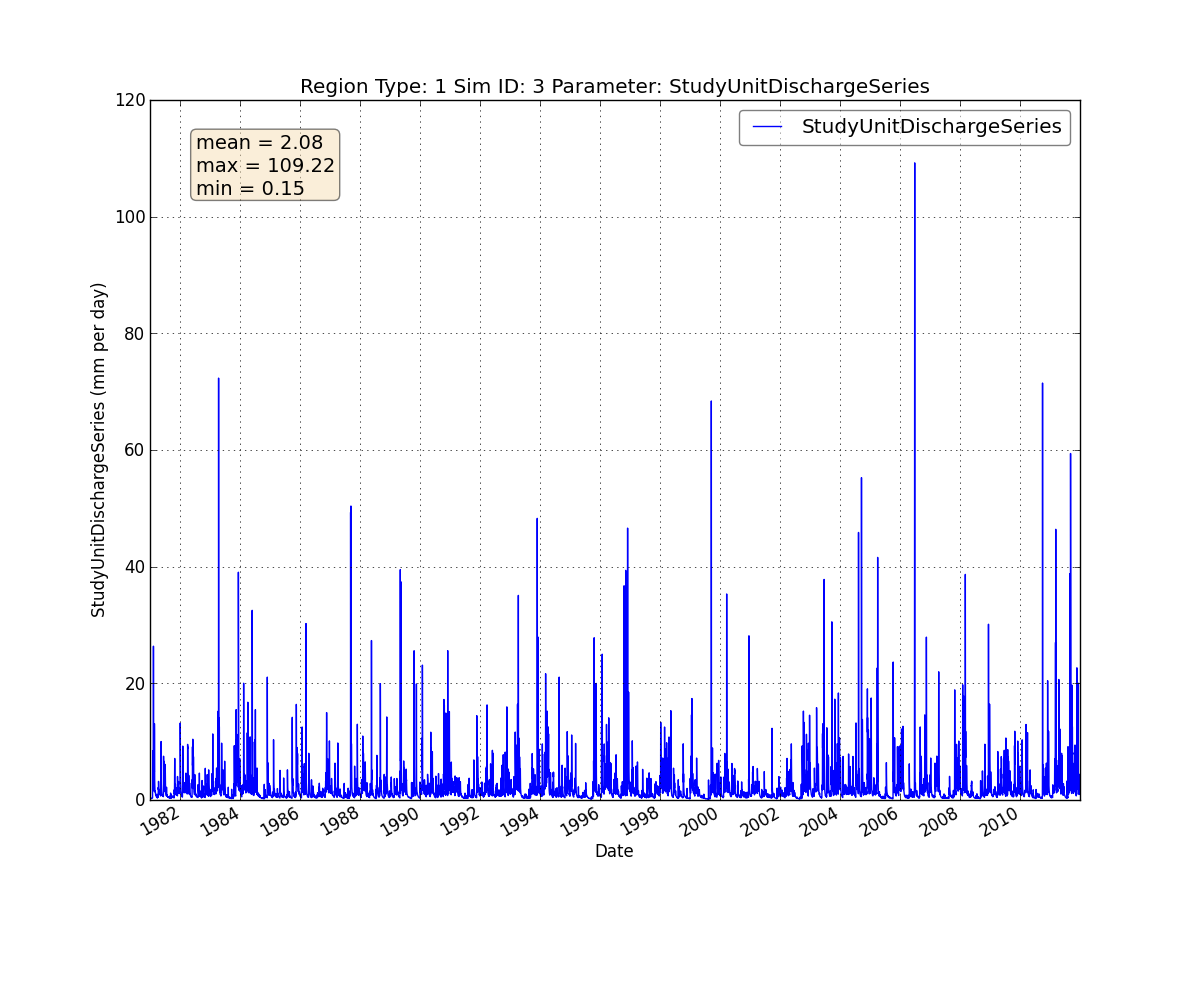 Region Type: 1 Sim ID: 3 Parameter: StudyUnitDischargeSeries
120
100
80
60
40
20
0
StudyUnitDischargeSeries (mm per day)
mean = 2.08
max = 109.22
min = 0.15
StudyUnitDischargeSeries
1982 1984 1986 1988 1990 1992 1994 1996 1998 2000 2002 2004 2006 2008 2010
Date